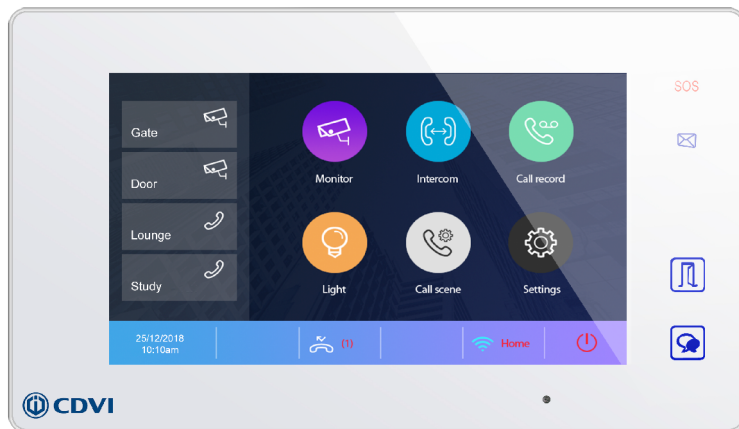 SOS
Gate
Monitor
Intercom
Call record
Door
Lounge
Light
Call scene
Settings
Study
25/12/2018
10:10am
(1)
Home
CDVI